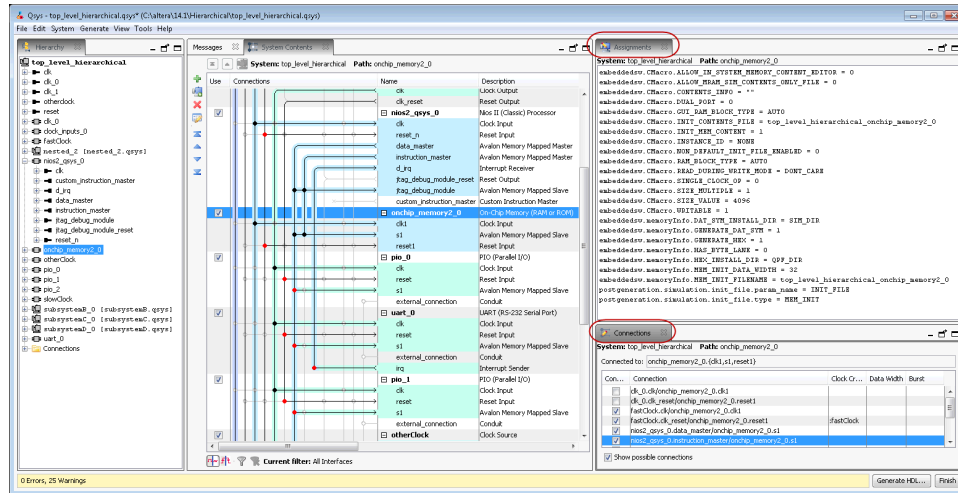 Qsys - top_level_hierarchical.qsys* (C:\altera\14.1\Hierarchical\top_level_hierarchical.qsys)
File Edit System Generate View Tools Help
Hierarchy
top_level_hierarchical
clk
clk_0
clk_1
otherclock
reset
clk_0
clock_inputs_0
fastClock
nested_2 [nested_2.qsys]
nios2_qsys_0
clk
custom_instruction_master
d_irq
data_master
instruction_master
jtag_debug_module
jtag_debug_module_reset
reset_n
onchip_memory2_0
otherClock
pio_0
pio_1
pio_2
slowClock
subsystemB_0 [subsystemB.qsys]
subsystemC_0 [subsystemC.qsys]
subsystemD_0 [subsystemD.qsys]
uart_0
Connections
Messages System Contents
System: top_level_hierarchical Path: onchip_memory2_0
Use Connections Name Description
clk Clock Output
clk_reset Reset Output
nios2_qsys_0 Nios II (Classic) Processor
clk Clock Input
reset_n Reset Input
data_master Avalon Memory Mapped Master
instruction_master Avalon Memory Mapped Master
d_irq Interrupt Receiver
jtag_debug_module_reset Reset Output
jtag_debug_module Avalon Memory Mapped Slave
custom_instruction_master Custom Instruction Master
onchip_memory2_0 On-Chip Memory (RAM or ROM)
clk1 Clock Input
s1 Avalon Memory Mapped Slave
reset1 Reset Input
pio_0 PIO (Parallel I/O)
clk Clock Input
reset Reset Input
s1 Avalon Memory Mapped Slave
external_connection Conduit
uart_0 UART (RS-232 Serial Port)
clk Clock Input
reset Reset Input
s1 Avalon Memory Mapped Slave
external_connection Conduit
irq Interrupt Sender
pio_1 PIO (Parallel I/O)
clk Clock Input
reset Reset Input
s1 Avalon Memory Mapped Slave
external_connection Conduit
otherClock Clock Source
Current filter: All Interfaces
Assignments
System: top_level_hierarchical Path: onchip_memory2_0
embeddedsw.CMacro.ALLOW_IN_SYSTEM_MEMORY_CONTENT_EDITOR = 0
embeddedsw.CMacro.ALLOW_MRAM_SIM_CONTENTS_ONLY_FILE = 0
embeddedsw.CMacro.CONTENTS_INFO = ""
embeddedsw.CMacro.DUAL_PORT = 0
embeddedsw.CMacro.GUI_RAM_BLOCK_TYPE = AUTO
embeddedsw.CMacro.INIT_CONTENTS_FILE = top_level_hierarchical_onchip_memory2_0
embeddedsw.CMacro.INIT_MEM_CONTENT = 1
embeddedsw.CMacro.INSTANCE_ID = NONE
embeddedsw.CMacro.NON_DEFAULT_INIT_FILE_ENABLED = 0
embeddedsw.CMacro.RAM_BLOCK_TYPE = AUTO
embeddedsw.CMacro.READ_DURING_WRITE_MODE = DONT_CARE
embeddedsw.CMacro.SINGLE_CLOCK_OP = 0
embeddedsw.CMacro.SIZE_MULTIPLE = 1
embeddedsw.CMacro.SIZE_VALUE = 4096
embeddedsw.CMacro.WRITABLE = 1
embeddedsw.memoryInfo.DAT_SYM_INSTALL_DIR = SIM_DIR
embeddedsw.memoryInfo.GENERATE_DAT_SYM = 1
embeddedsw.memoryInfo.GENERATE_HEX = 1
embeddedsw.memoryInfo.HAS_BYTE_LANE = 0
embeddedsw.memoryInfo.HEX_INSTALL_DIR = QPF_DIR
embeddedsw.memoryInfo.MEM_INIT_DATA_WIDTH = 32
embeddedsw.memoryInfo.MEM_INIT_FILENAME = top_level_hierarchical_onchip_memory2_0
postgeneration.simulation.init_file.param_name = INIT_FILE
postgeneration.simulation.init_file.type = MEM_INIT
Connections
System: top_level_hierarchical Path: onchip_memory2_0
Connected to: onchip_memory2_0.{clk1,s1,reset1}
Con... Connection Clock Cr... Data Width Burst
clk_0.clk/onchip_memory2_0.clk1
clk_0.clk_reset/onchip_memory2_0.reset1
fastClock.clk/onchip_memory2_0.clk1
fastClock.clk_reset/onchip_memory2_0.reset1 :fastClock
nios2_qsys_0.data_master/onchip_memory2_0.s1
nios2_qsys_0.instruction_master/onchip_memory2_0.s1
Show possible connections
0 Errors, 25 Warnings
Generate HDL... Finish